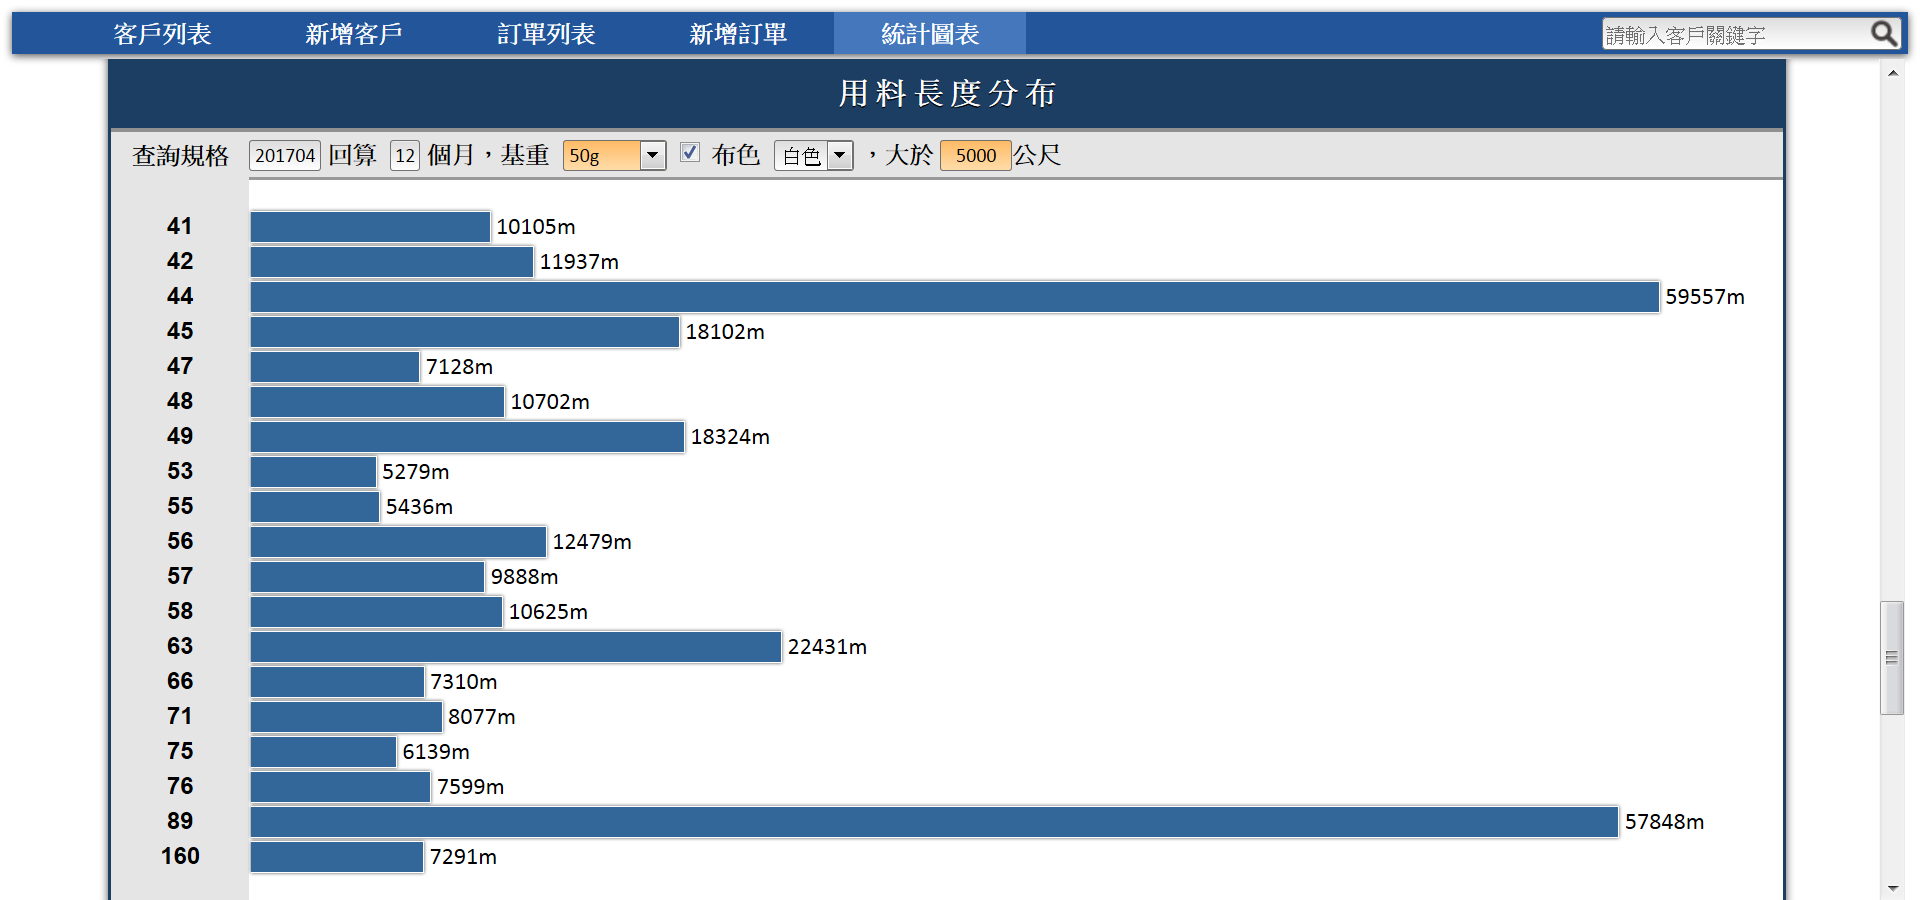 客戶列表 新增客戶 訂單列表 新增訂單 統計圖表 請輸入客戶關鍵字
用料長度分布
查詢規格 201704 回算 12 個月，基重 50g 布色 白色 ，大於 5000 公尺
41 10105m
42 11937m
44 59557m
45 18102m
47 7128m
48 10702m
49 18324m
53 5279m
55 5436m
56 12479m
57 9888m
58 10625m
63 22431m
66 7310m
71 8077m
75 6139m
76 7599m
89 57848m
160 7291m